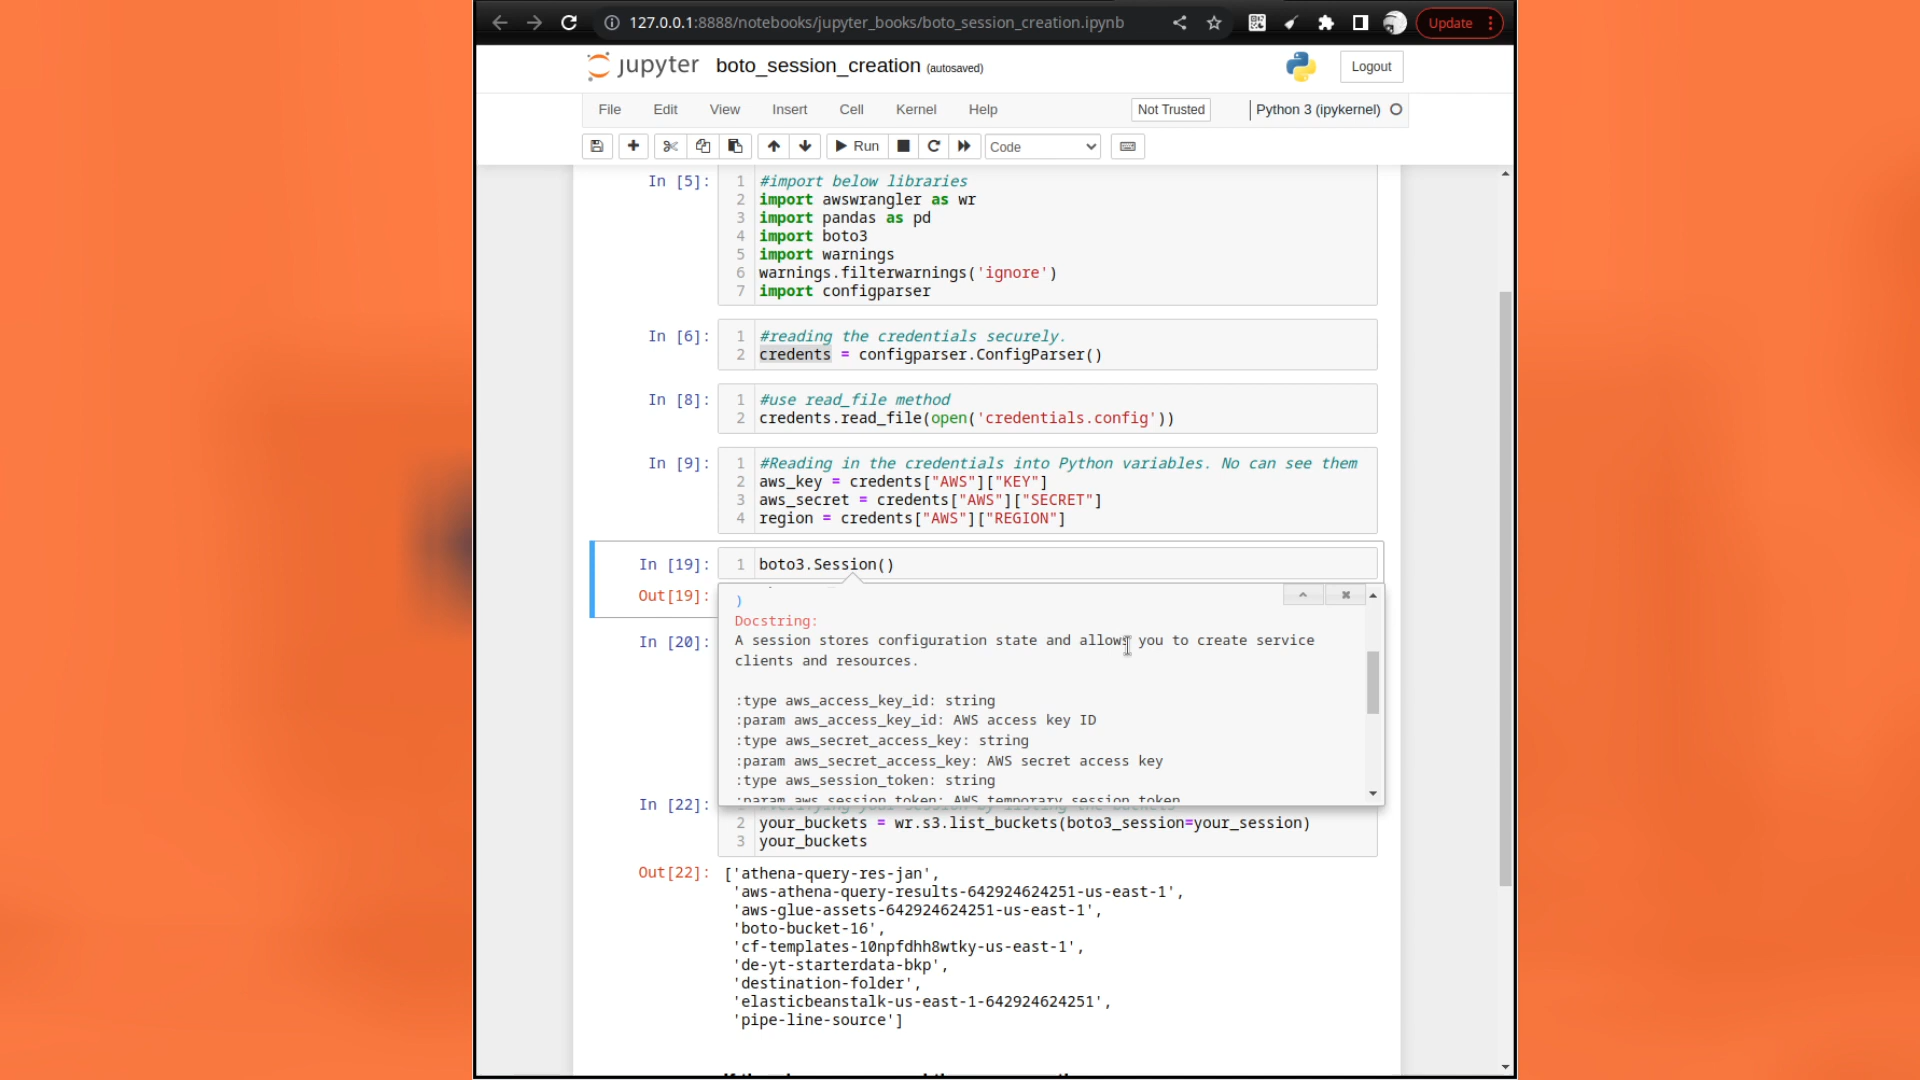 127.0.0.1:8888/notebooks/jupyter_books/boto_session_creation.ipynb
Update
jupyter boto_session_creation (autosaved)
Logout
File Edit View Insert Cell Kernel Help
Not Trusted
Python 3 (ipykernel)
Run
Code
In [5]:
1 #import below libraries
2 import awswrangler as wr
3 import pandas as pd
4 import boto3
5 import warnings
6 warnings.filterwarnings('ignore')
7 import configparser
In [6]:
1 #reading the credentials securely.
2 credents = configparser.ConfigParser()
In [8]:
1 #use read_file method
2 credents.read_file(open('credentials.config'))
In [9]:
1 #Reading in the credentials into Python variables. No can see them
2 aws_key = credents["AWS"]["KEY"]
3 aws_secret = credents["AWS"]["SECRET"]
4 region = credents["AWS"]["REGION"]
In [19]:
1 boto3.Session()
Out[19]:
)
Docstring:
A session stores configuration state and allows you to create service
clients and resources.
:type aws_access_key_id: string
:param aws_access_key_id: AWS access key ID
:type aws_secret_access_key: string
:param aws_secret_access_key: AWS secret access key
:type aws_session_token: string
:param aws_session_token: AWS temporary session token
In [20]:
In [22]:
2 your_buckets = wr.s3.list_buckets(boto3_session=your_session)
3 your_buckets
Out[22]:
['athena-query-res-jan',
'aws-athena-query-results-642924624251-us-east-1',
'aws-glue-assets-642924624251-us-east-1',
'boto-bucket-16',
'cf-templates-10npfdhh8wtky-us-east-1',
'de-yt-starterdata-bkp',
'destination-folder',
'elasticbeanstalk-us-east-1-642924624251',
'pipe-line-source']